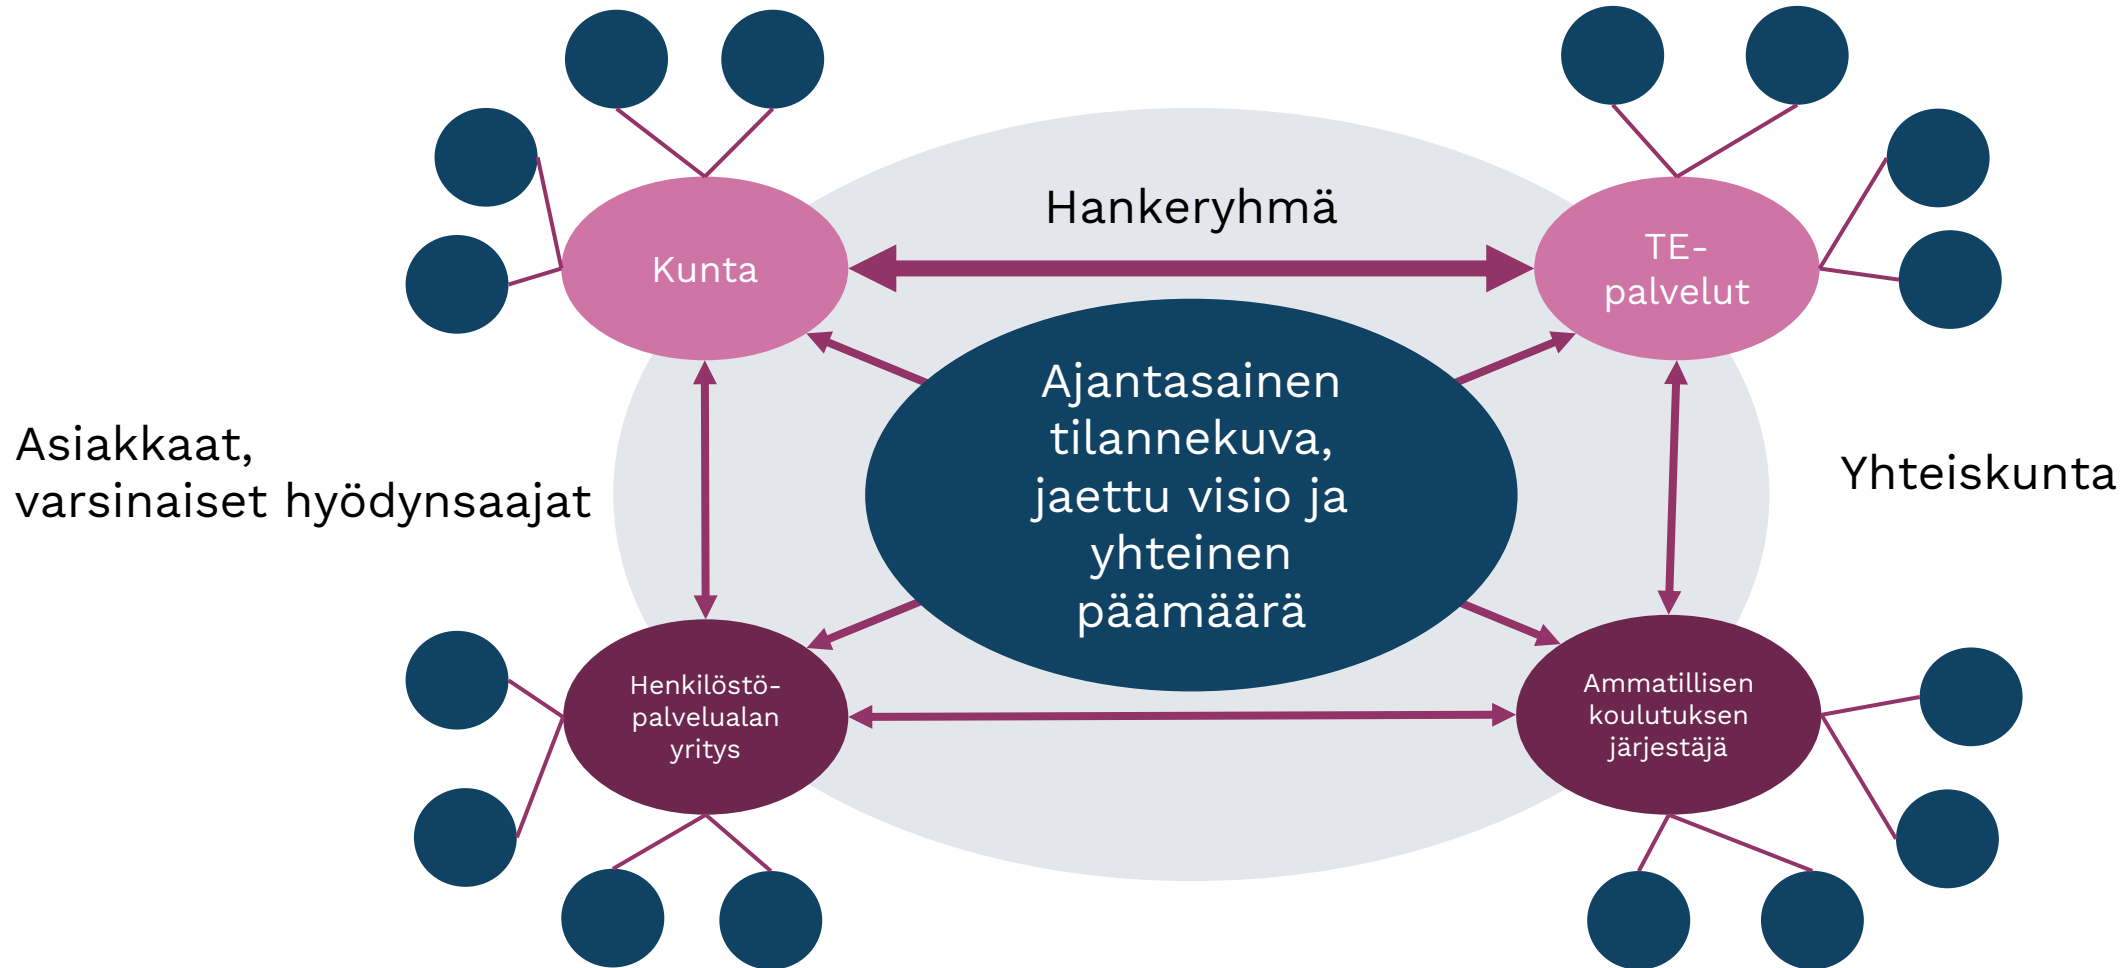 Hankeryhmä
Kunta
TE-
palvelut
Ajantasainen
tilannekuva,
jaettu visio ja
yhteinen
päämäärä
Asiakkaat,
varsinaiset hyödynsaajat
Yhteiskunta
Henkilöstö-
palvelualan
yritys
Ammatillisen
koulutuksen
järjestäjä